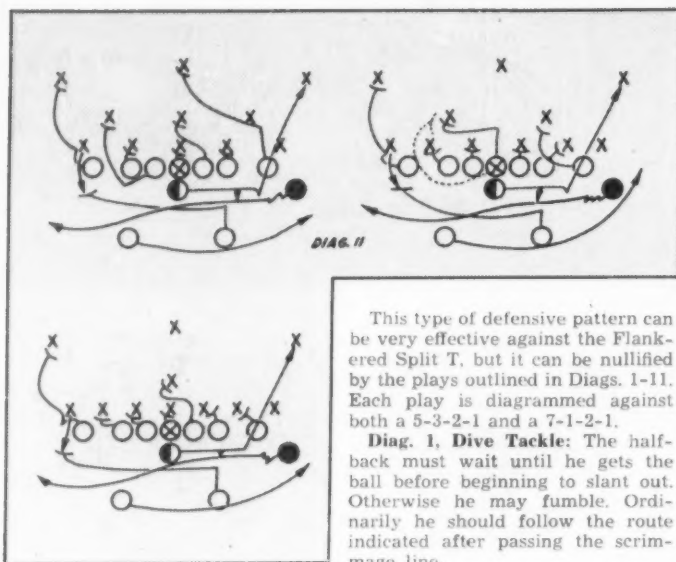 DIAG. 11
This type of defensive pattern can
be very effective against the Flank-
ered Split T, but it can be nullified
by the plays outlined in Diags. 1-11.
Each play is diagrammed against
both a 5-3-2-1 and a 7-1-2-1.
Diag. 1, Dive Tackle: The half-
back must wait until he gets the
ball before beginning to slant out.
Otherwise he may fumble. Ordi-
narily he should follow the route
indicated after passing the scrim-
mage line.